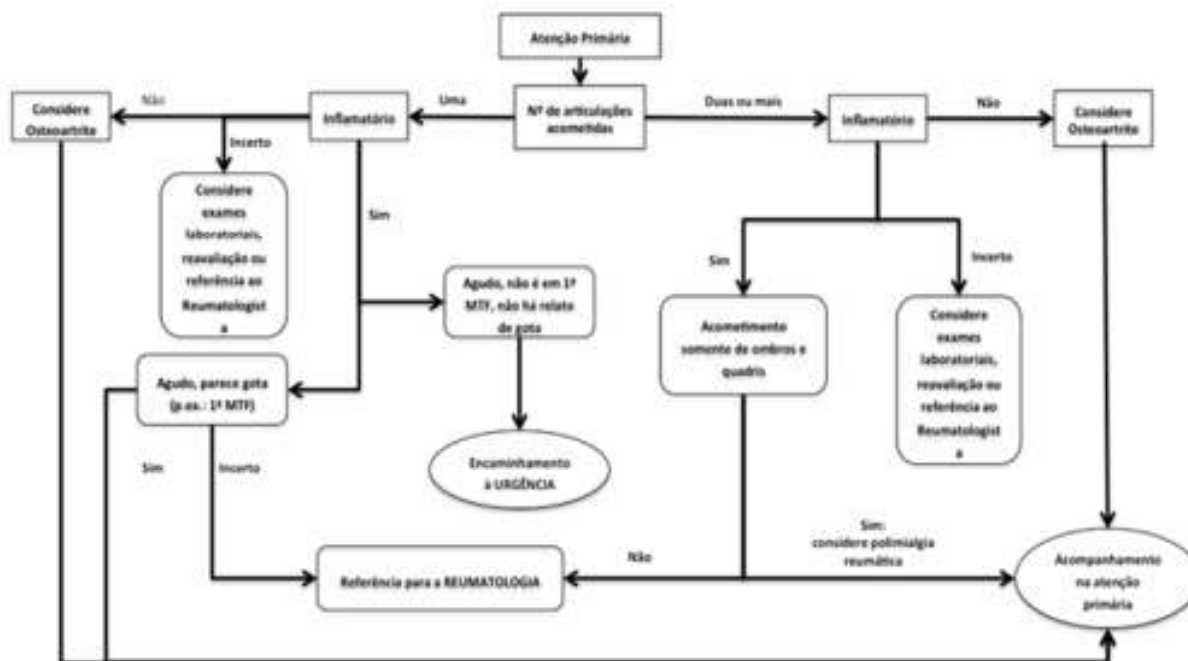 Atenção Primária
Considere
Osteoartrite
Não
Inflamatório
Uma
Nº de articulações
acometidas
Duas ou mais
Inflamatório
Não
Considere
Osteoartrite
Incerto
Considere
exames
laboratoriais,
reavaliação ou
referência ao
Reumatologist
a
Sim
Agudo, não é em 1ª
MTF, não há relato
de gota
Sim
Incerto
Acometimento
somente de ombros e
quadris
Considere
exames
laboratoriais,
reavaliação ou
referência ao
Reumatologist
a
Agudo, parece gota
(p.ex.: 1ª MTF)
Sim
Incerto
Encaminhamento
à URGÊNCIA
Referência para a REUMATOLOGIA
Não
Sim:
considere polimialgia
reumática
Acompanhamento
na atenção
primária